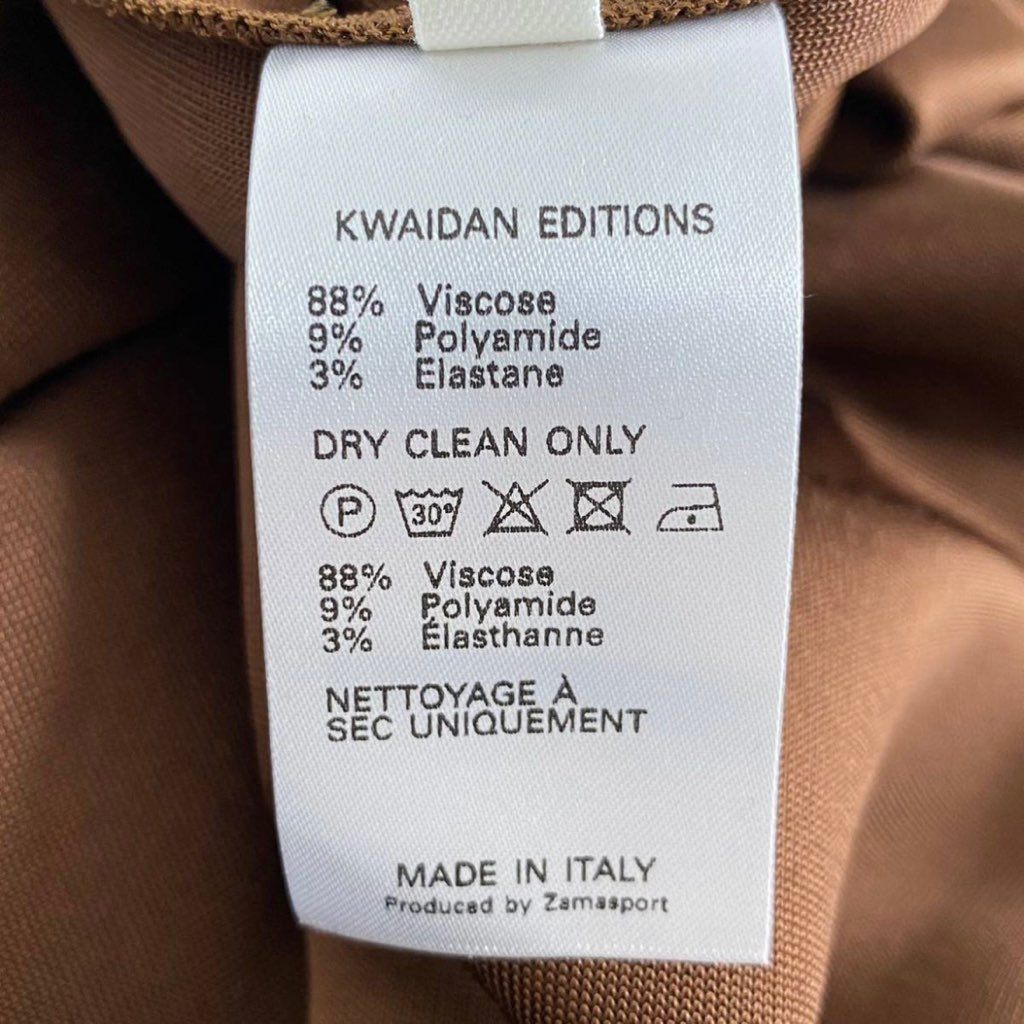 KWAIDAN EDITIONS
88% Viscose
9% Polyamide
3% Elastane
DRY CLEAN ONLY
P 30°
88% Viscose
9% Polyamide
3% Élasthanne
NETTOYAGE À
SEC UNIQUEMENT
MADE IN ITALY
Produced by Zamasport